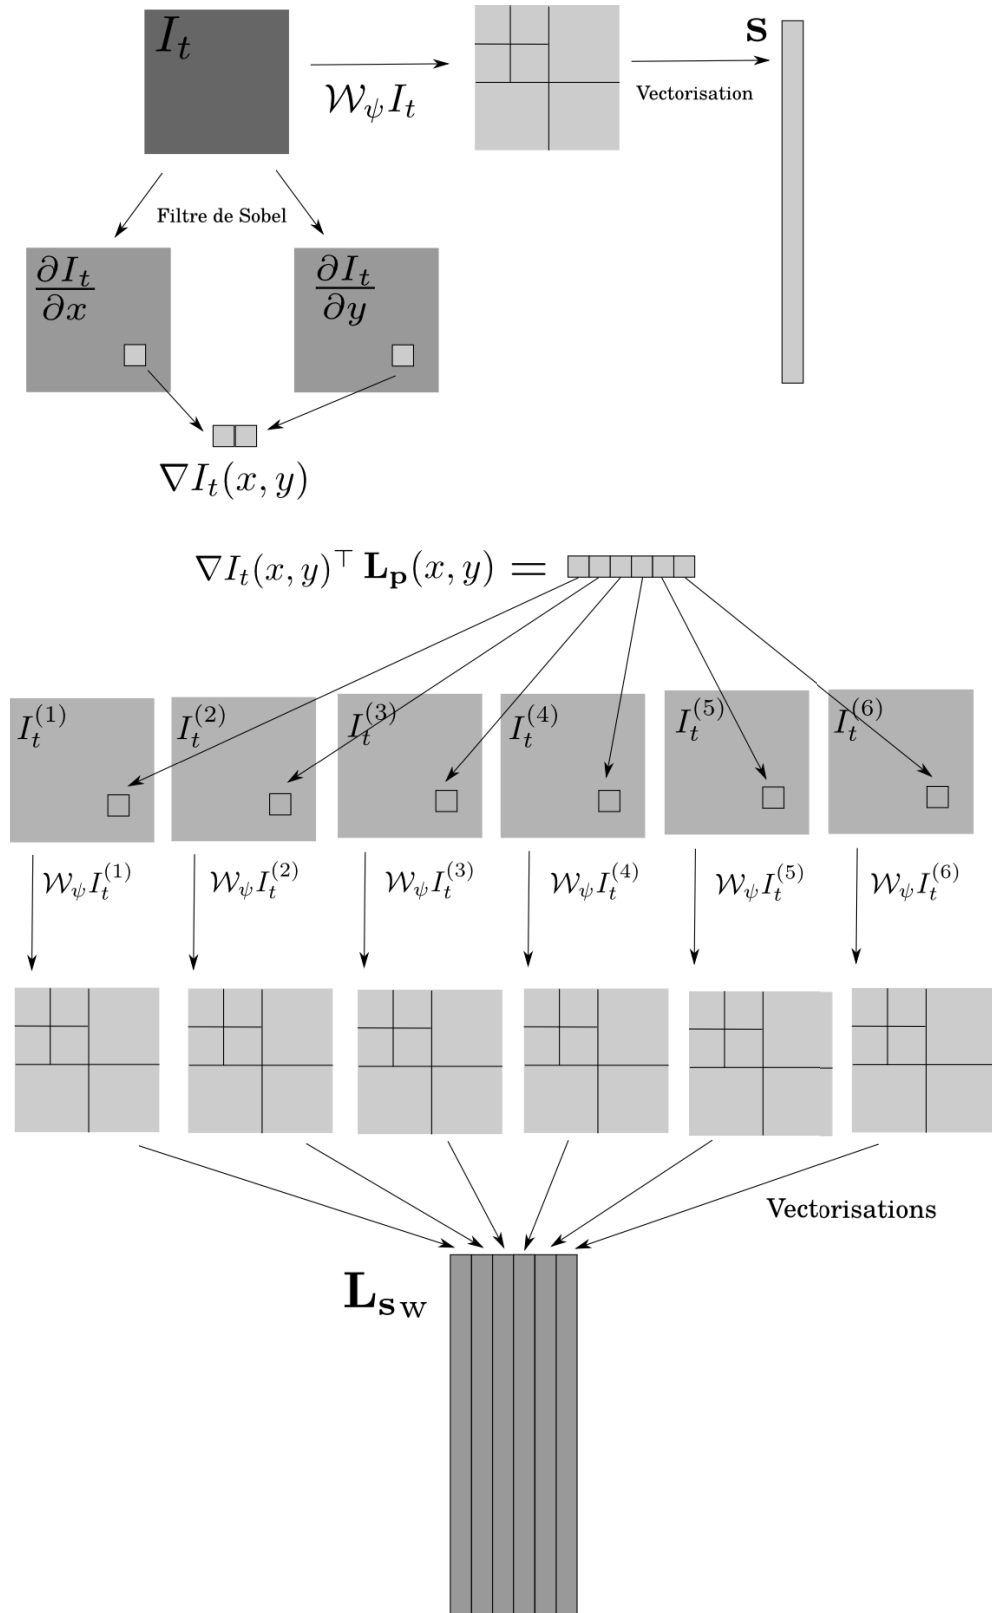 I_t
𝒲_ψ I_t
s
Vectorisation
Filtre de Sobel
∂I_t/∂x
∂I_t/∂y
∇I_t(x, y)
∇I_t(x, y)^⊤ L_p(x, y) =
I_t^(1) I_t^(2) I_t^(3) I_t^(4) I_t^(5) I_t^(6)
𝒲_ψ I_t^(1) 𝒲_ψ I_t^(2) 𝒲_ψ I_t^(3) 𝒲_ψ I_t^(4) 𝒲_ψ I_t^(5) 𝒲_ψ I_t^(6)
Vectorisations
L_sw